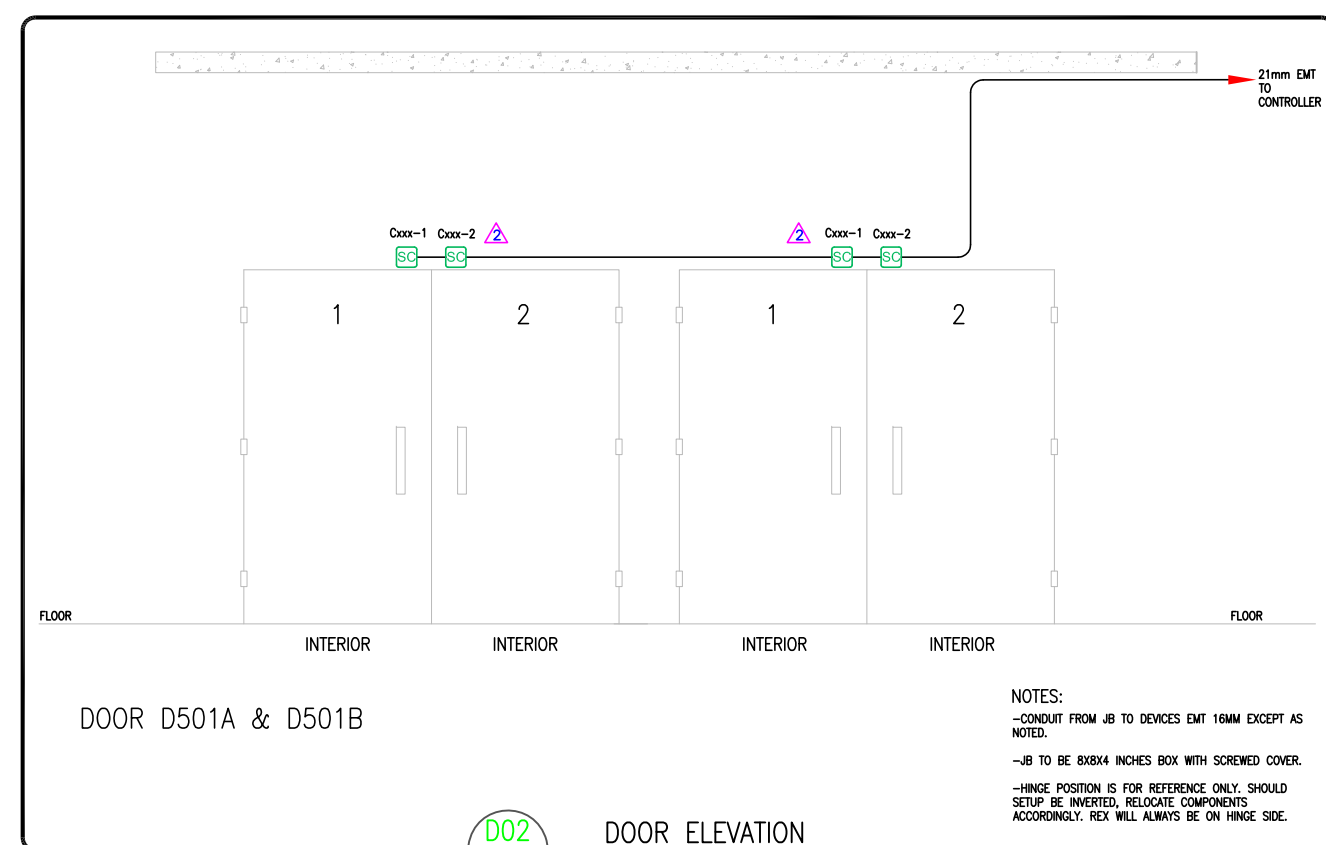 21mm EMT
TO
CONTROLLER
Cxxx-1 Cxxx-2 2 2 Cxxx-1 Cxxx-2
SC SC SC SC
1 2 1 2
FLOOR FLOOR
INTERIOR INTERIOR INTERIOR INTERIOR
DOOR D501A & D501B
NOTES:
-CONDUIT FROM JB TO DEVICES EMT 16MM EXCEPT AS
NOTED.
-JB TO BE 8X8X4 INCHES BOX WITH SCREWED COVER.
-HINGE POSITION IS FOR REFERENCE ONLY. SHOULD
SETUP BE INVERTED, RELOCATE COMPONENTS
ACCORDINGLY. REX WILL ALWAYS BE ON HINGE SIDE.
D02 DOOR ELEVATION